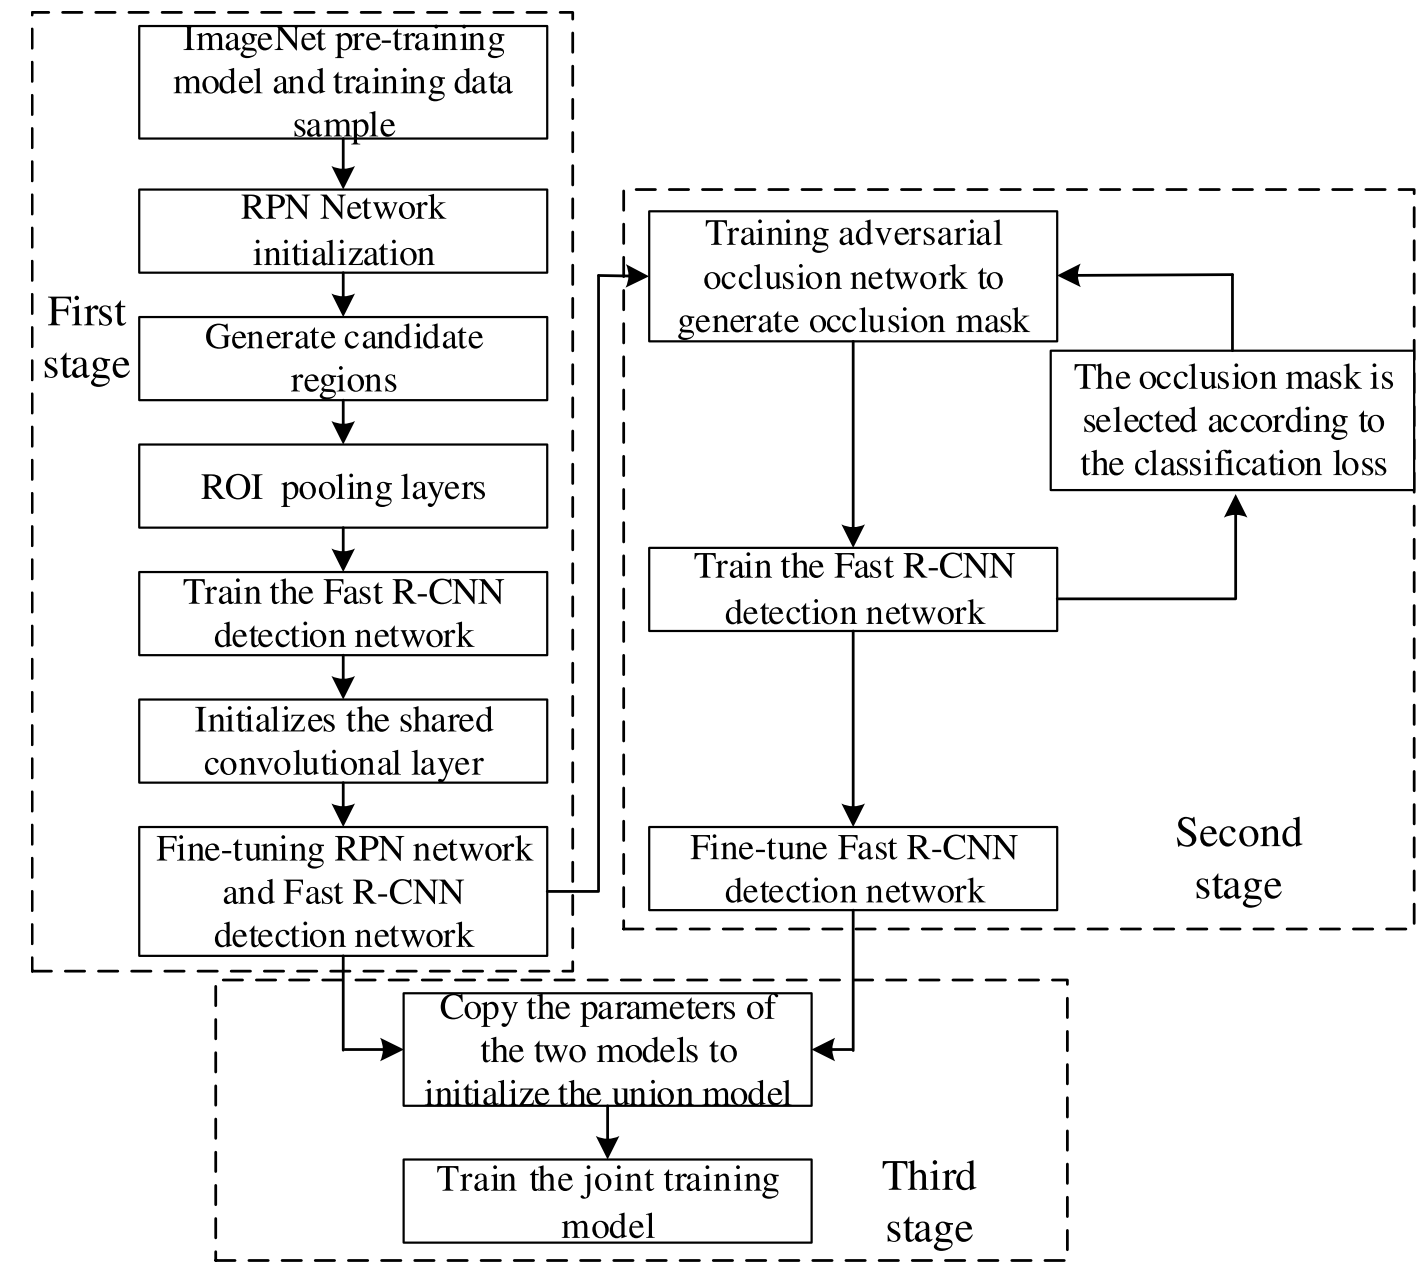 ImageNet pre-training
model and training data
sample
RPN Network
initialization
First
stage
Generate candidate
regions
ROI pooling layers
Train the Fast R-CNN
detection network
Initializes the shared
convolutional layer
Fine-tuning RPN network
and Fast R-CNN
detection network
Training adversarial
occlusion network to
generate occlusion mask
The occlusion mask is
selected according to
the classification loss
Train the Fast R-CNN
detection network
Fine-tune Fast R-CNN
detection network
Second
stage
Copy the parameters of
the two models to
initialize the union model
Train the joint training
model
Third
stage